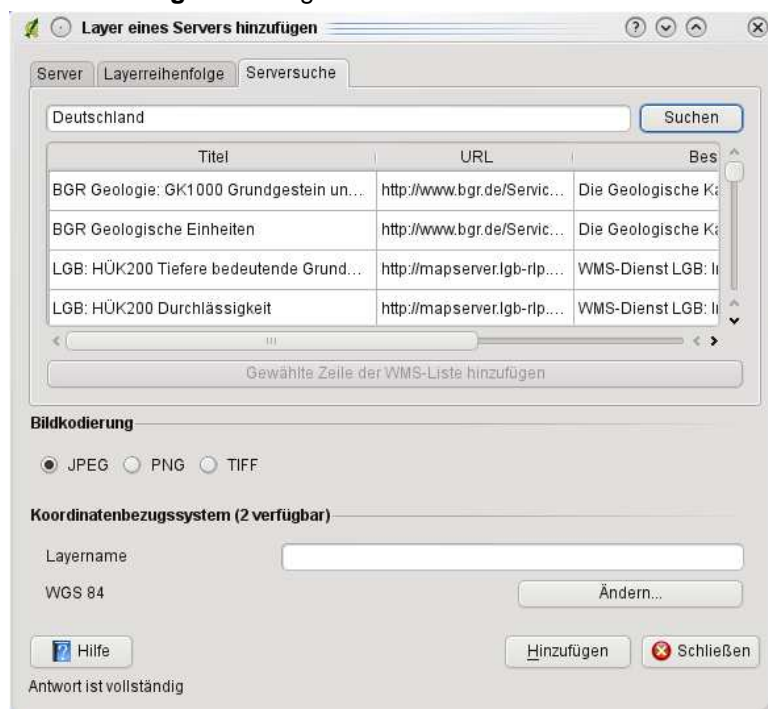 Layer eines Servers hinzufügen
Server Layerreihenfolge Serversuche
Deutschland Suchen
Titel URL Bes
BGR Geologie: GK1000 Grundgestein un... http://www.bgr.de/Servic... Die Geologische Ka
BGR Geologische Einheiten http://www.bgr.de/Servic... Die Geologische Ka
LGB: HÜK200 Tiefere bedeutende Grund... http://mapserver.lgb-rlp.... WMS-Dienst LGB: I
LGB: HÜK200 Durchlässigkeit http://mapserver.lgb-rlp.... WMS-Dienst LGB: I
Gewählte Zeile der WMS-Liste hinzufügen
Bildkodierung
JPEG PNG TIFF
Koordinatenbezugssystem (2 verfügbar)
Layername
WGS 84 Ändern...
Hilfe Hinzufügen Schließen
Antwort ist vollständig